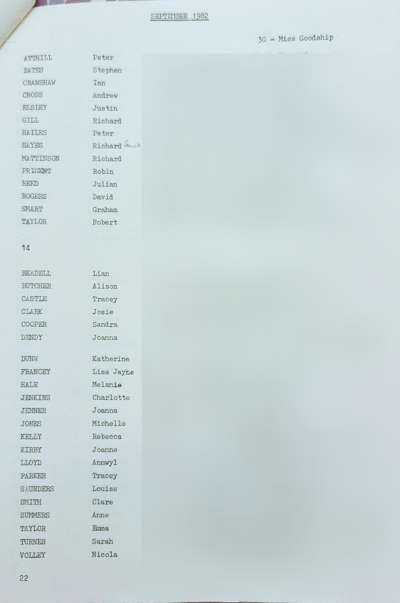 SEPTEMBER 1982
3G - Miss Goodship
ATTRILL Peter
BATES Stephen
CRANSHAW Ian
CROSS Andrew
ELSLEY Justin
GILL Richard
HAILES Peter
HAYES Richard
MATTINSON Richard
Robin
REED Julian
ROGERS David
SMART Graham
TAYLOR Robert
14
BEADELL Lian
BUTCHER Alison
CASTLE Tracey
CLARK Josie
COOPER Sandra
DENDY Joanna
DUNN Katherine
FRANCEY Lisa Jayne
HALE Melanie
JENKINS Charlotte
JENNER Joanna
JONES Michelle
KELLY Rebecca
KIRBY Joanne
LLOYD Annwyl
PARKER Tracey
SAUNDERS Louise
SMITH Clare
SUMMERS Anne
TAYLOR Emma
TURNER Sarah
VOLLEY Nicola
22